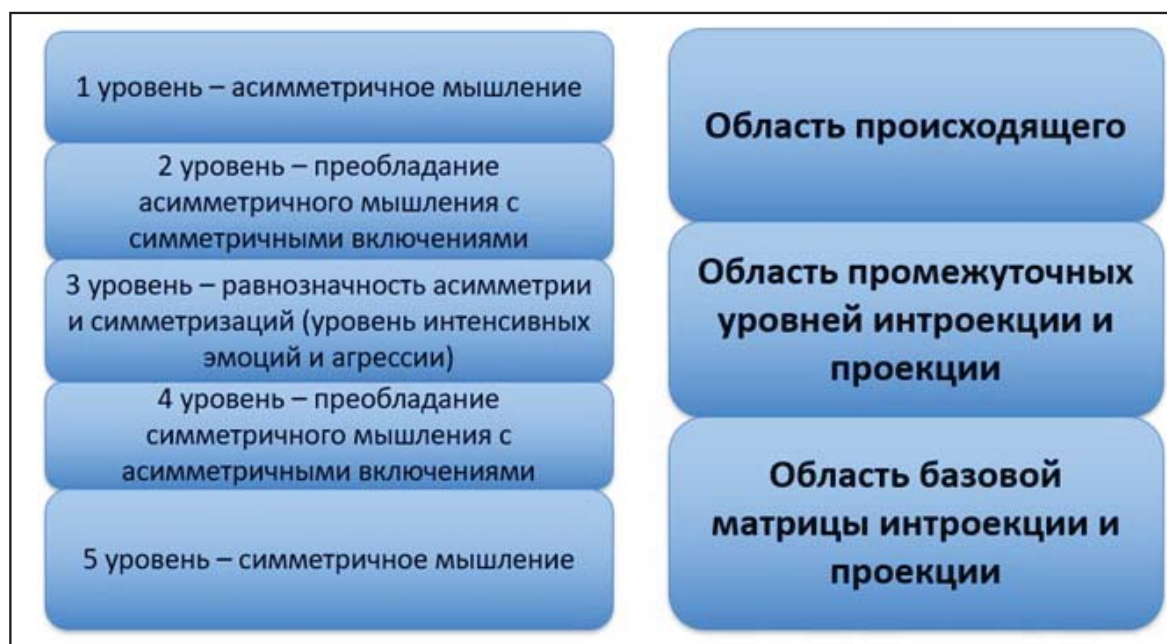 1 уровень – асимметричное мышление
2 уровень – преобладание
асимметричного мышления с
симметричными включениями
3 уровень – равнозначность асимметрии
и симметризаций (уровень интенсивных
эмоций и агрессии)
4 уровень – преобладание
симметричного мышления с
асимметричными включениями
5 уровень – симметричное мышление
Область происходящего
Область промежуточных
уровней интроекции и
проекции
Область базовой
матрицы интроекции и
проекции